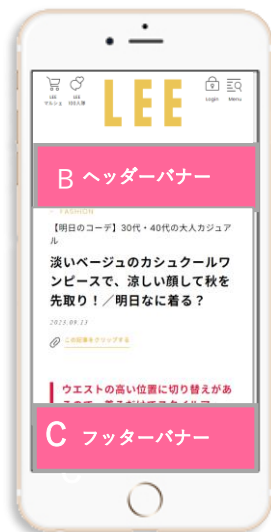 LEE
マルシェ
LEE
100人隊
LEE
Login
Menu
B ヘッダーバナー
FASHION
【明日のコーデ】30代・40代の大人カジュア
ル
淡いベージュのカシュクールワ
ンピースで、涼しい顔して秋を
先取り！／明日なに着る？
2023.09.13
この記事をクリップする
ウエストの高い位置に切り替えがあ
C フッターバナー